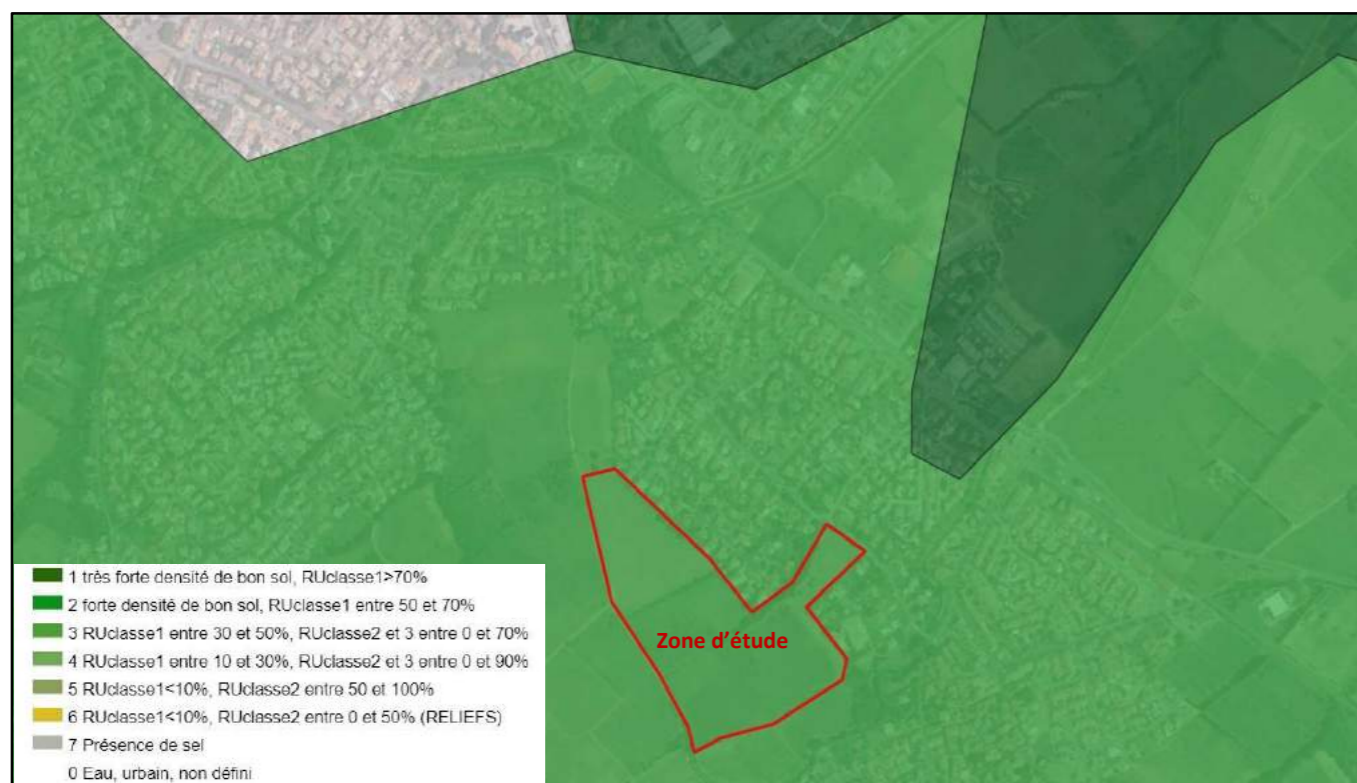 Zone d'étude
1 très forte densité de bon sol, RUclasse1>70%
2 forte densité de bon sol, RUclasse1 entre 50 et 70%
3 RUclasse1 entre 30 et 50%, RUclasse2 et 3 entre 0 et 70%
4 RUclasse1 entre 10 et 30%, RUclasse2 et 3 entre 0 et 90%
5 RUclasse1<10%, RUclasse2 entre 50 et 100%
6 RUclasse1<10%, RUclasse2 entre 0 et 50% (RELIEFS)
7 Présence de sel
0 Eau, urbain, non défini